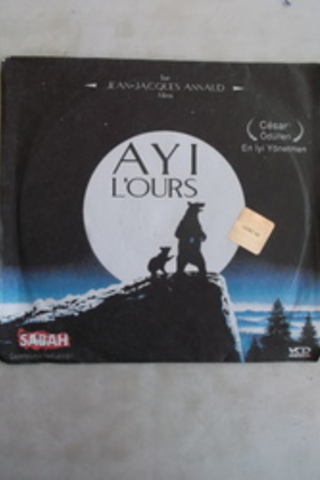 bir
JEAN-JACQUES ANNAUD
filmi
César
Ödülleri
En İyi Yönetmen
AYI
L'OURS
SABAH
VCD